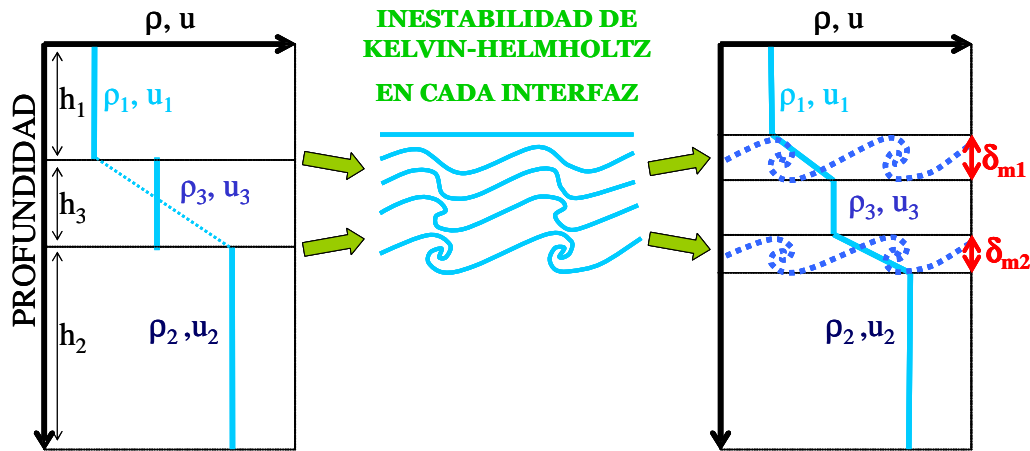 ρ, u
PROFUNDIDAD
h₁
ρ₁, u₁
h₃
ρ₃, u₃
h₂
ρ₂ ,u₂
INESTABILIDAD DE
KELVIN-HELMHOLTZ
EN CADA INTERFAZ
ρ, u
ρ₁, u₁
δₘ₁
ρ₃, u₃
δₘ₂
ρ₂ ,u₂